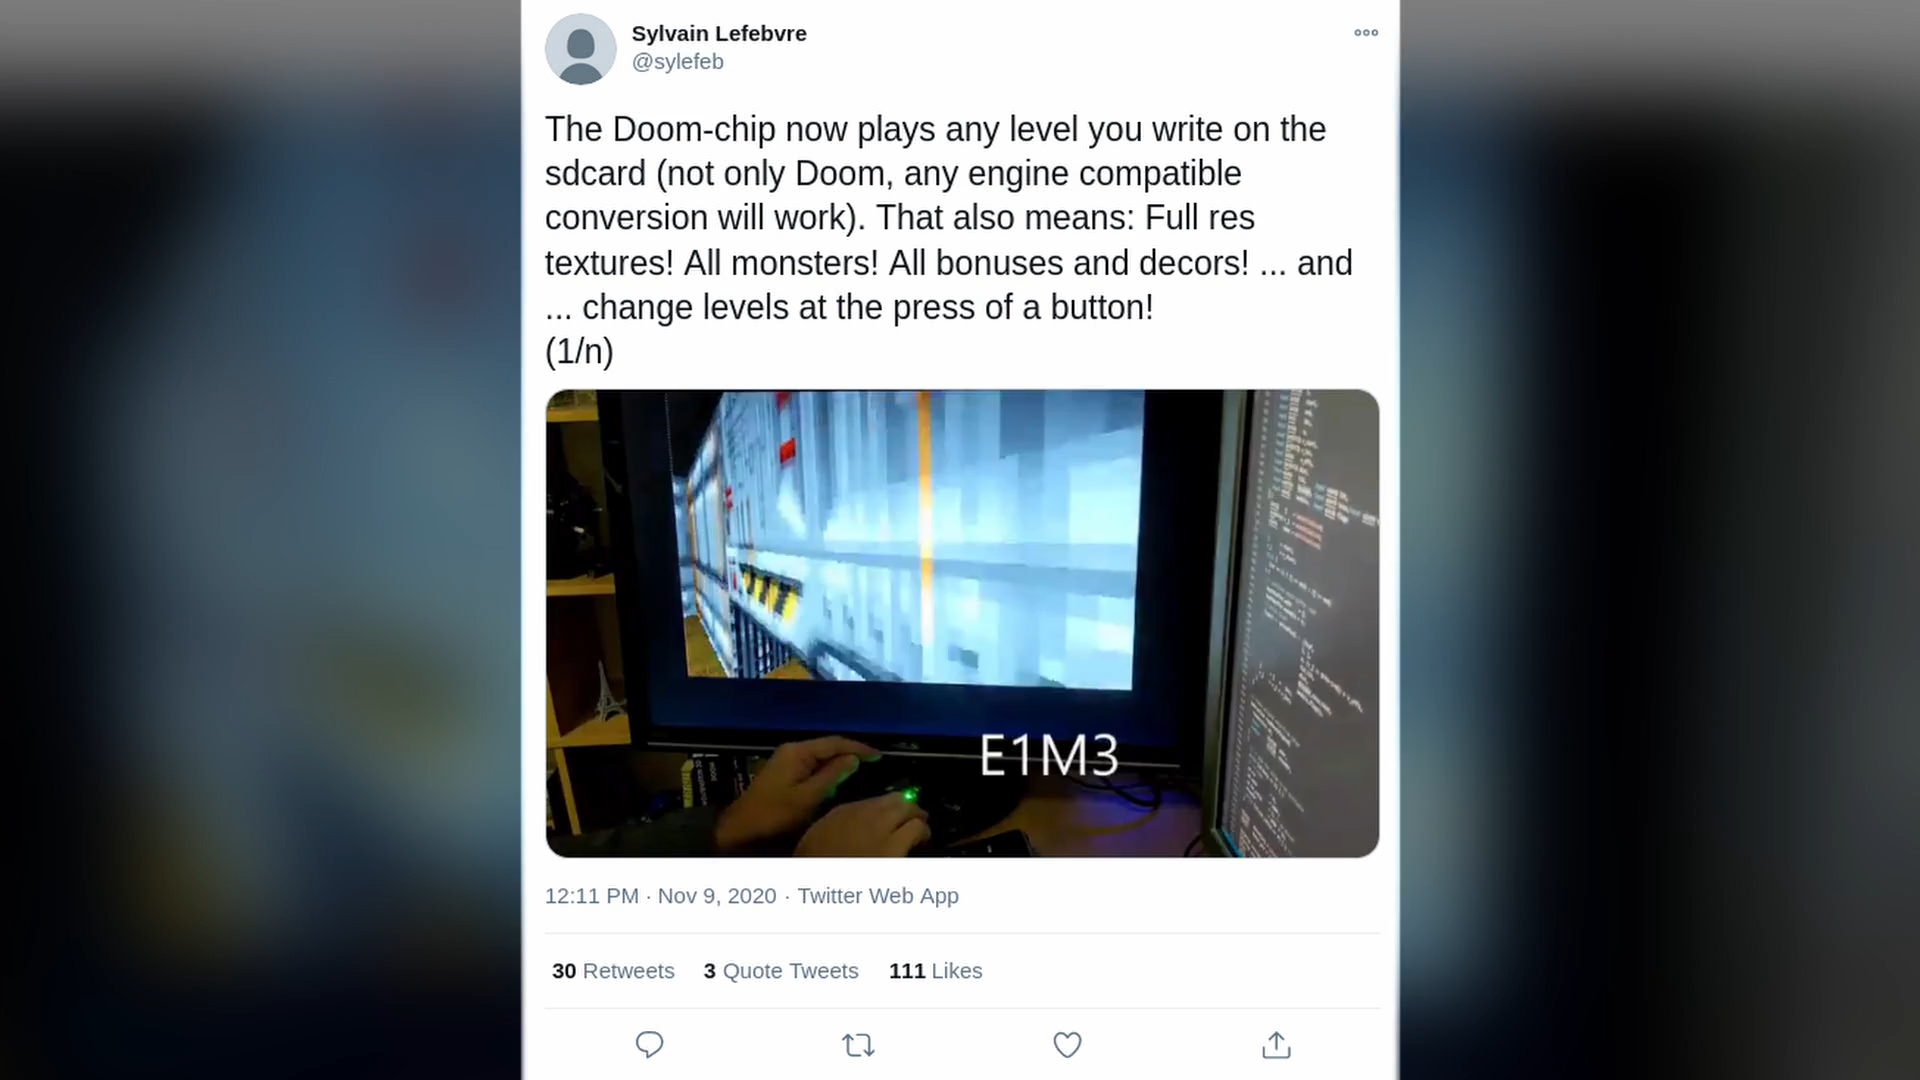 Sylvain Lefebvre
@sylefeb
The Doom-chip now plays any level you write on the
sdcard (not only Doom, any engine compatible
conversion will work). That also means: Full res
textures! All monsters! All bonuses and decors! ... and
... change levels at the press of a button!
(1/n)
E1M3
12:11 PM · Nov 9, 2020 · Twitter Web App
30 Retweets 3 Quote Tweets 111 Likes